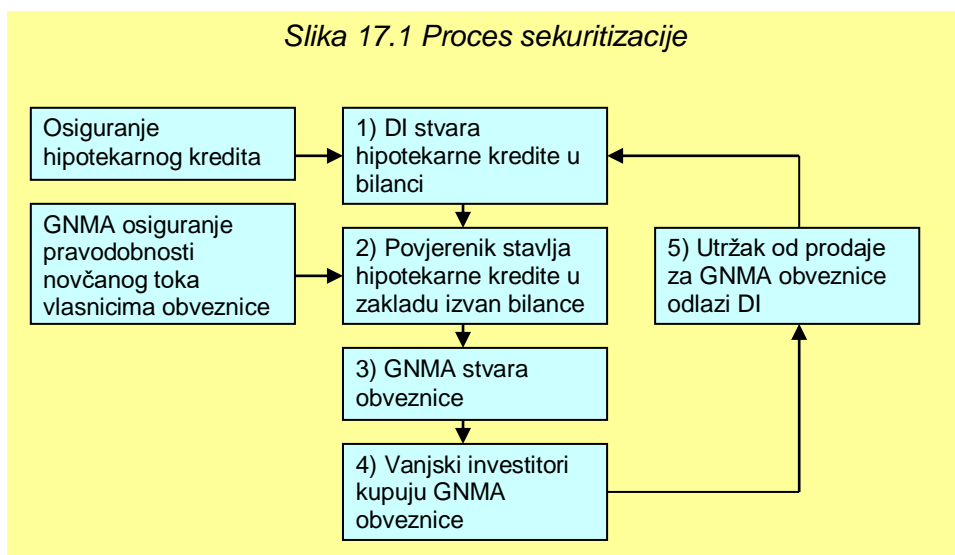 Slika 17.1 Proces sekuritizacije
Osiguranje
hipotekarnog kredita
1) DI stvara
hipotekarne kredite u
bilanci
GNMA osiguranje
pravodobnosti
novčanog toka
vlasnicima obveznice
2) Povjerenik stavlja
hipotekarne kredite u
zakladu izvan bilance
5) Utržak od prodaje
za GNMA obveznice
odlazi DI
3) GNMA stvara
obveznice
4) Vanjski investitori
kupuju GNMA
obveznice